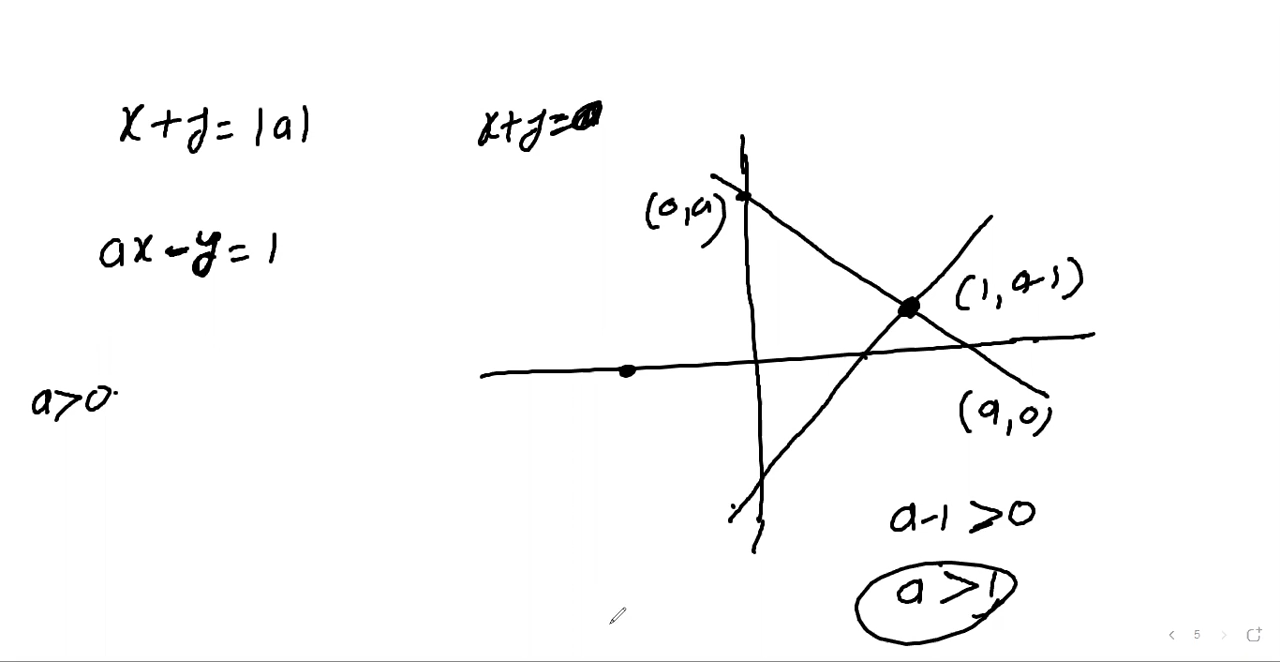 x+y=|a|
x+y=
(0,a)
ax-y=1
(1,a-1)
a>0
(a,0)
a-1>0
a>1
5